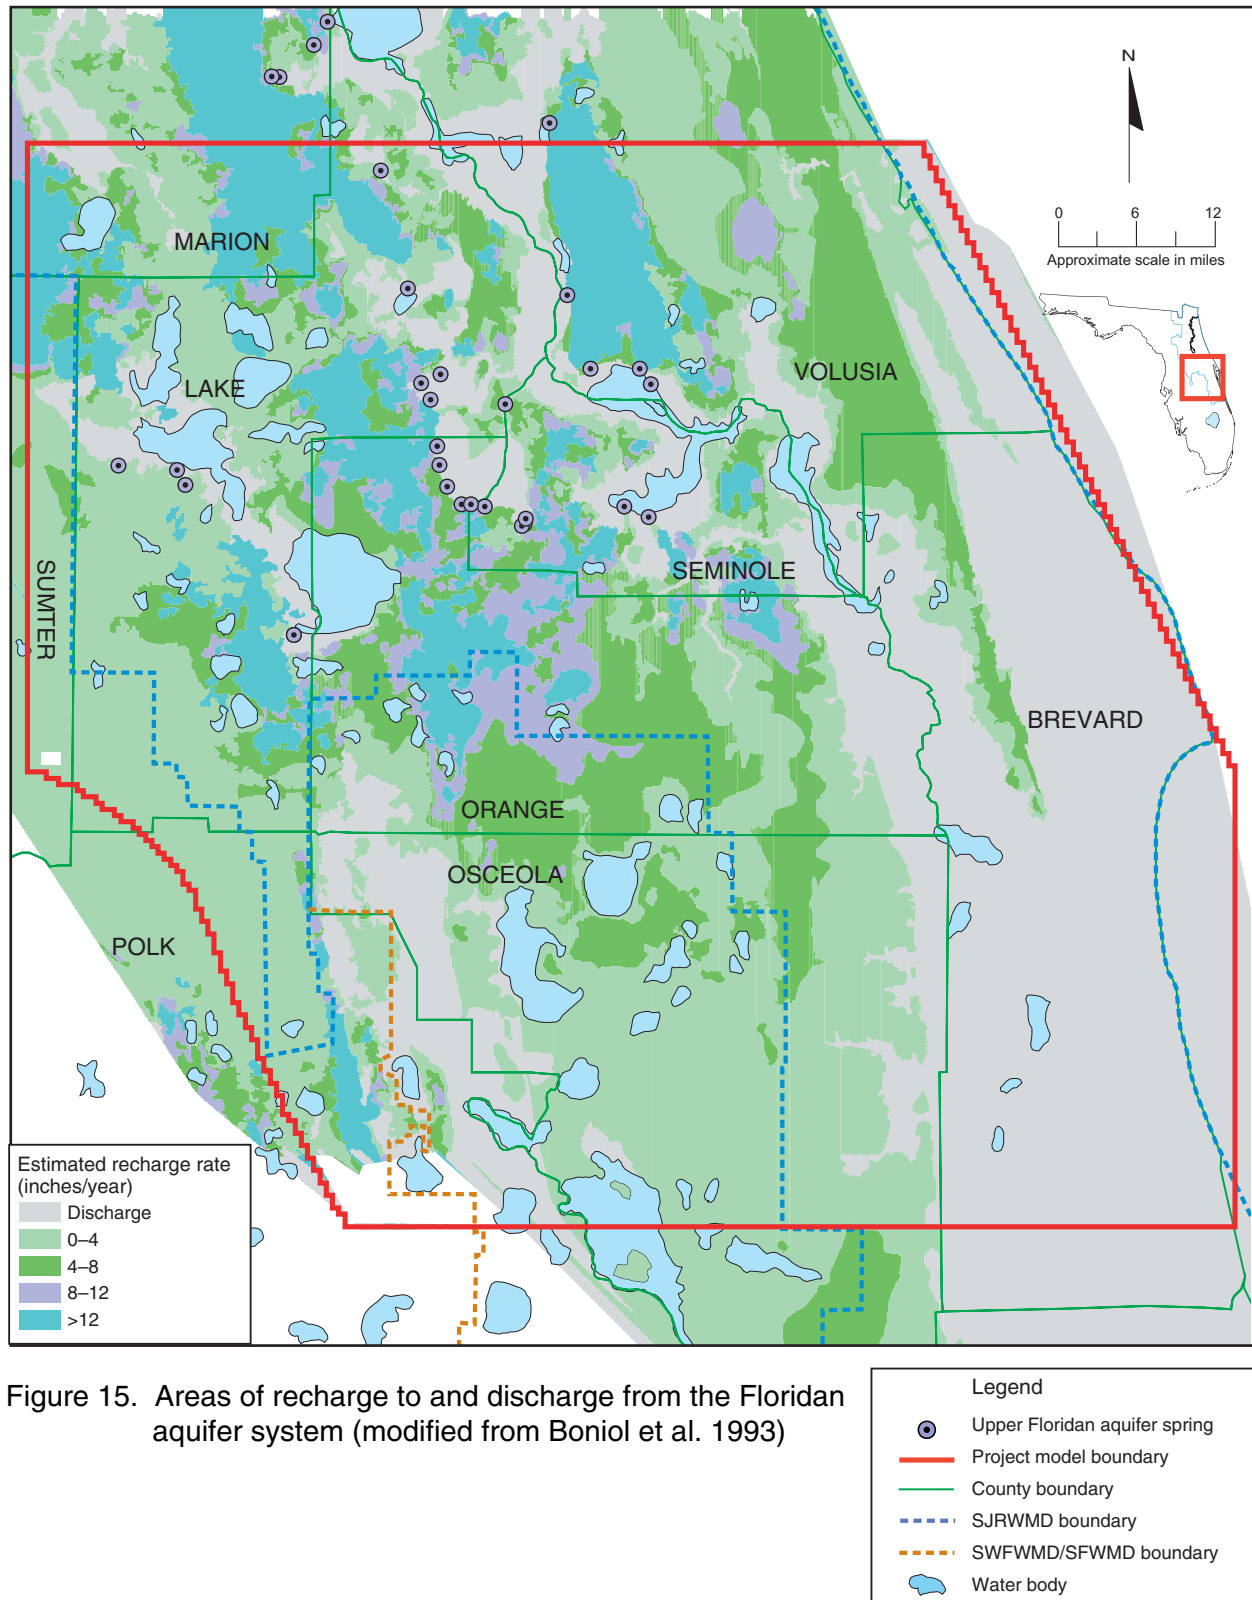 N
0 6 12
Approximate scale in miles
MARION
LAKE
VOLUSIA
SUMTER
SEMINOLE
BREVARD
ORANGE
OSCEOLA
POLK
Estimated recharge rate
(inches/year)
Discharge
0–4
4–8
8–12
>12
Figure 15. Areas of recharge to and discharge from the Floridan
aquifer system (modified from Boniol et al. 1993)
Legend
Upper Floridan aquifer spring
Project model boundary
County boundary
SJRWMD boundary
SWFWMD/SFWMD boundary
Water body